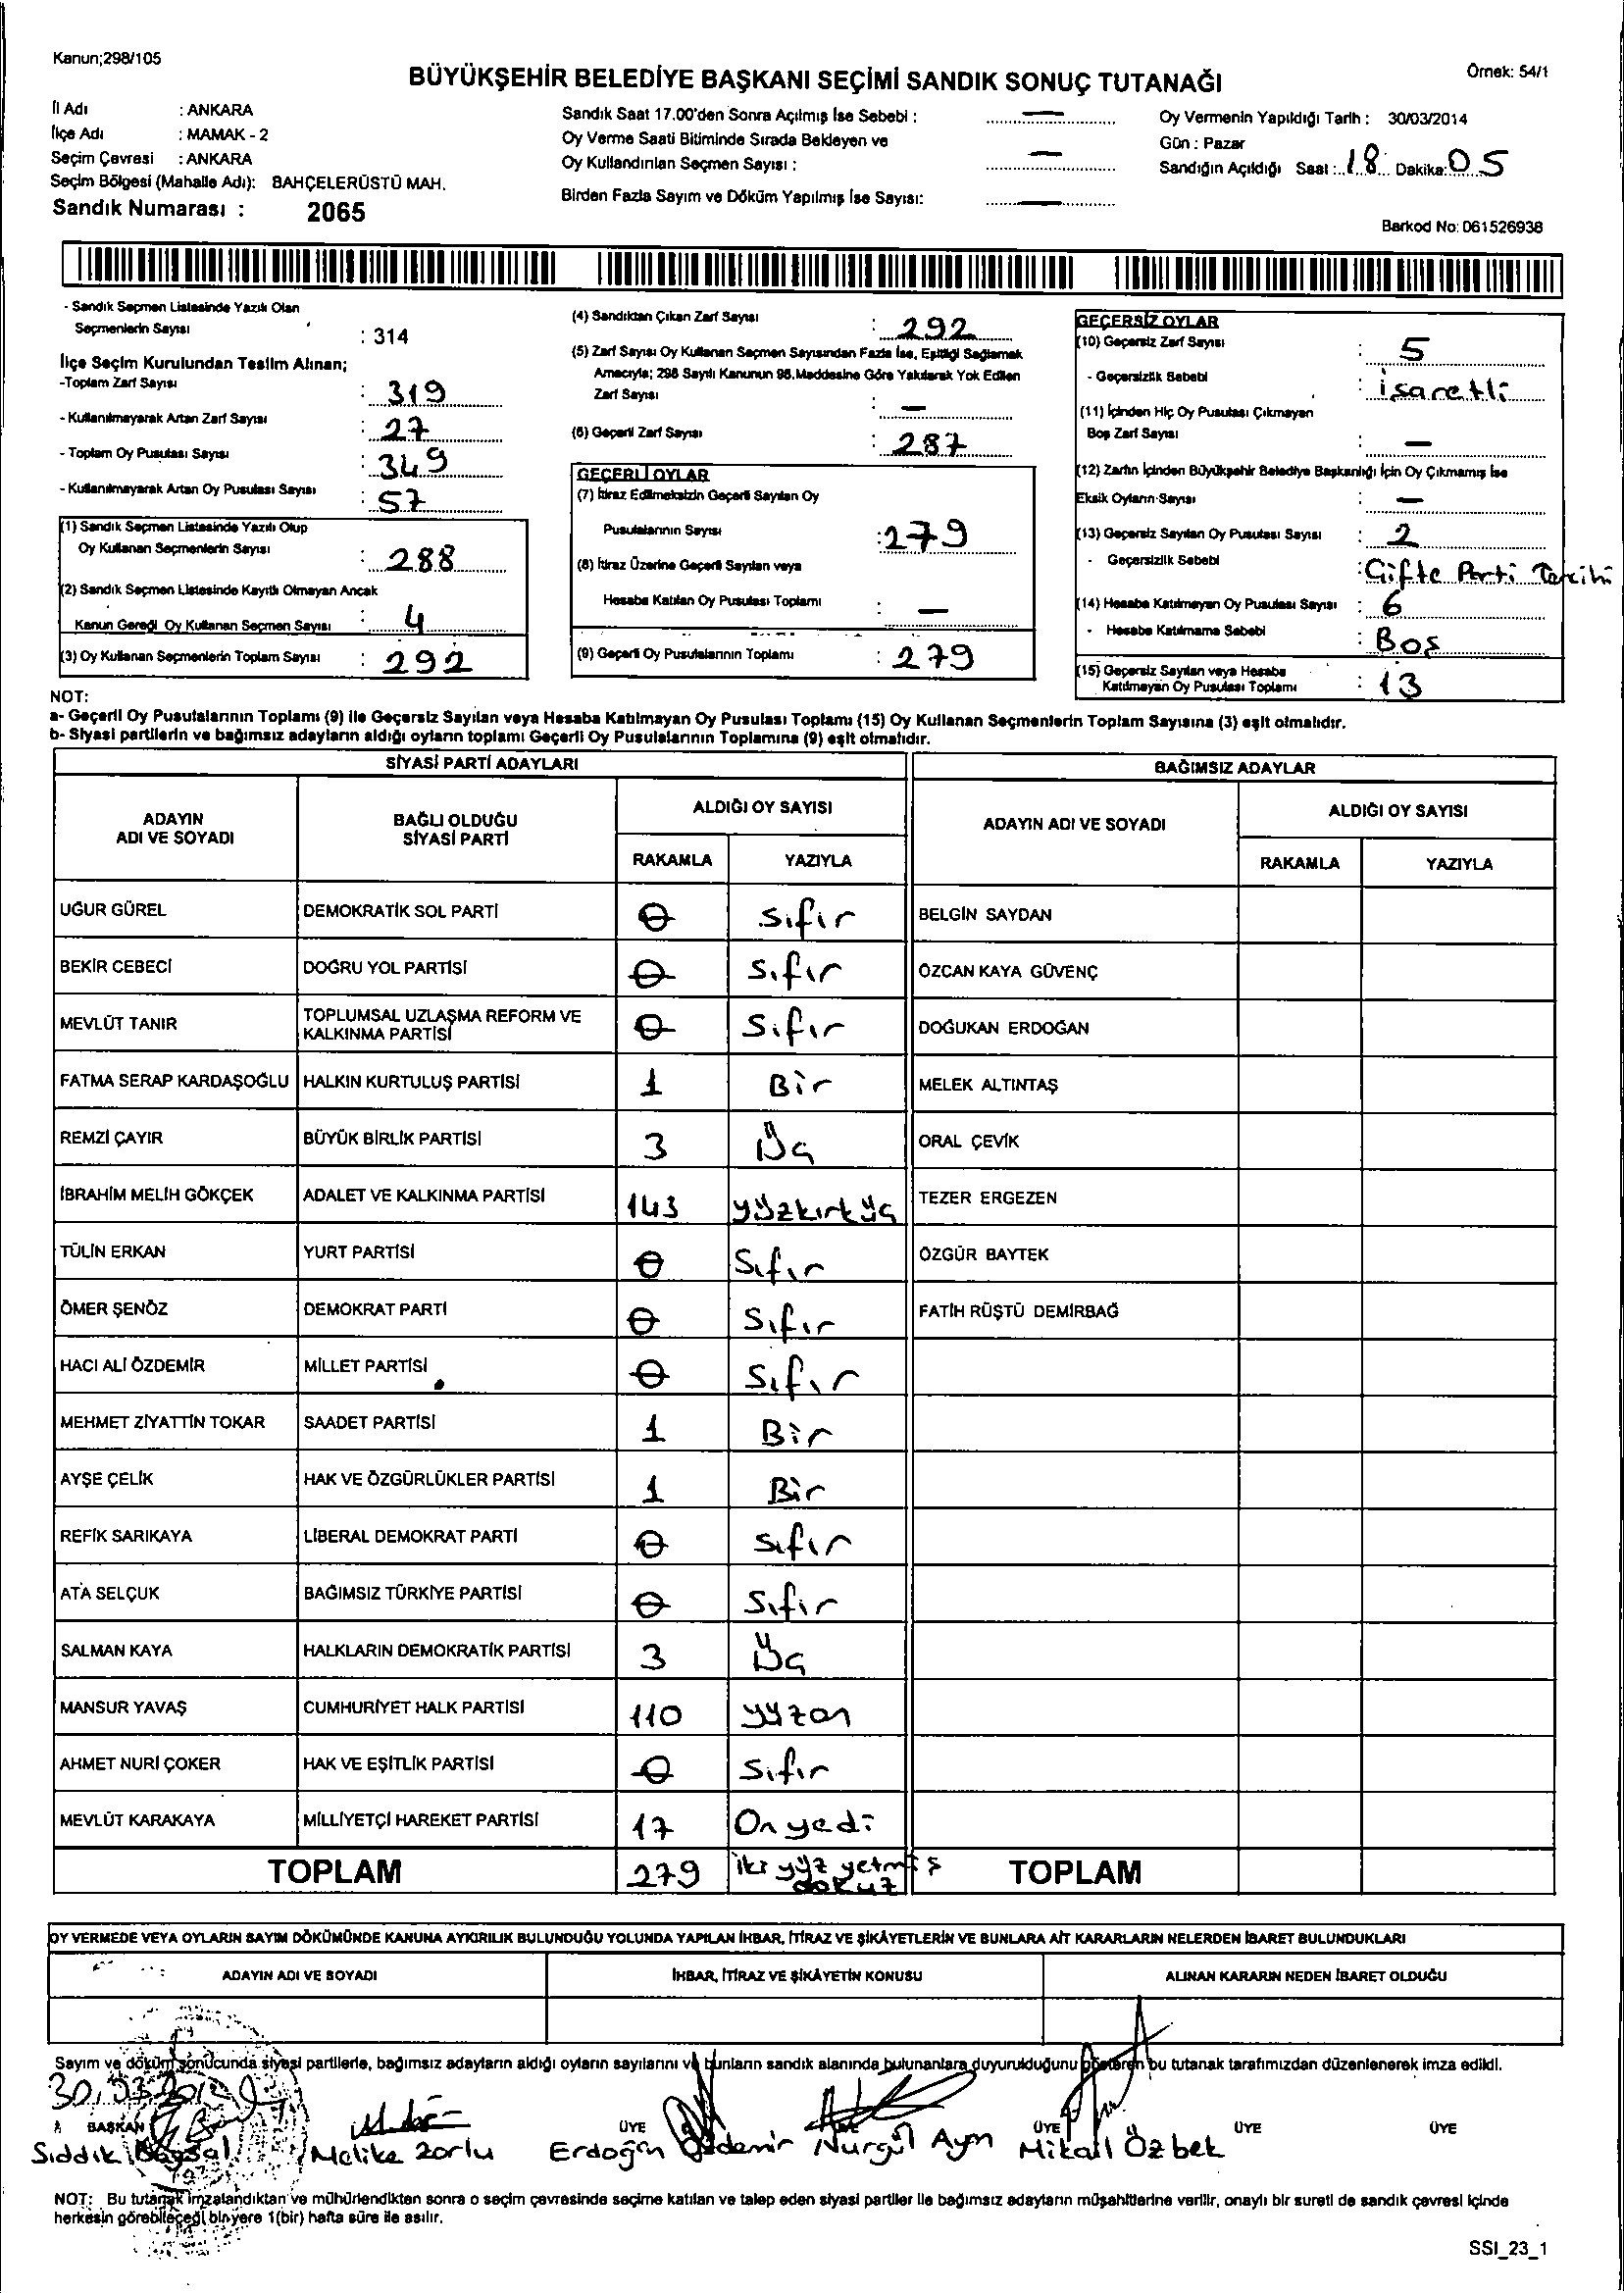 Kanun;298/105
Örnek: 54/1
BÜYÜKŞEHİR BELEDİYE BAŞKANI SEÇİMİ SANDIK SONUÇ TUTANAĞI
İl Adı : ANKARA
İlçe Adı : MAMAK - 2
Seçim Çevresi : ANKARA
Seçim Bölgesi (Mahalle Adı): BAHÇELERÜSTÜ MAH.
Sandık Numarası : 2065
Sandık Saat 17.00'den Sonra Açılmış İse Sebebi : —
Oy Verme Saati Bitiminde Sırada Bekleyen ve
Oy Kullandırılan Seçmen Sayısı : —
Birden Fazla Sayım ve Döküm Yapılmış İse Sayısı: —
Oy Vermenin Yapıldığı Tarih : 30/03/2014
Gün : Pazar
Sandığın Açıldığı Saat : 18 Dakika: 05
Barkod No: 061526938
- Sandık Seçmen Listesinde Yazılı Olan
Seçmenlerin Sayısı : 314
İlçe Seçim Kurulundan Teslim Alınan;
-Toplam Zarf Sayısı : 319
- Kullanılmayarak Artan Zarf Sayısı : 27
- Toplam Oy Pusulası Sayısı : 349
- Kullanılmayarak Artan Oy Pusulası Sayısı : 57
(1) Sandık Seçmen Listesinde Yazılı Olup
Oy Kullanan Seçmenlerin Sayısı : 288
(2) Sandık Seçmen Listesinde Kayıtlı Olmayan Ancak
Kanun Gereği Oy Kullanan Seçmen Sayısı : 4
(3) Oy Kullanan Seçmenlerin Toplam Sayısı : 292
(4) Sandıktan Çıkan Zarf Sayısı : 292
(5) Zarf Sayısı Oy Kullanan Seçmen Sayısından Fazla İse, Eşitliği Sağlamak
Amacıyla; 298 Sayılı Kanunun 98.Maddesine Göre Yakılarak Yok Edilen
Zarf Sayısı : —
(6) Geçerli Zarf Sayısı : 287
GEÇERLİ OYLAR
(7) İtiraz Edilmeksizin Geçerli Sayılan Oy
Pusulalarının Sayısı : 279
(8) İtiraz Üzerine Geçerli Sayılan veya
Hesaba Katılan Oy Pusulası Toplamı : —
(9) Geçerli Oy Pusulalarının Toplamı : 279
GEÇERSİZ OYLAR
(10) Geçersiz Zarf Sayısı : 5
- Geçersizlik Sebebi : işaretli
(11) İçinden Hiç Oy Pusulası Çıkmayan
Boş Zarf Sayısı : —
(12) Zarfın İçinden Büyükşehir Belediye Başkanlığı İçin Oy Çıkmamış İse
Eksik Oyların Sayısı : —
(13) Geçersiz Sayılan Oy Pusulası Sayısı : 2
- Geçersizlik Sebebi : Çifte Parti Tercihi
(14) Hesaba Katılmayan Oy Pusulası Sayısı : 6
- Hesaba Katılmama Sebebi : Boş
(15) Geçersiz Sayılan veya Hesaba
Katılmayan Oy Pusulası Toplamı : 13
NOT:
a- Geçerli Oy Pusulalarının Toplamı (9) ile Geçersiz Sayılan veya Hesaba Katılmayan Oy Pusulası Toplamı (15) Oy Kullanan Seçmenlerin Toplam Sayısına (3) eşit olmalıdır.
b- Siyasi partilerin ve bağımsız adayların aldığı oyların toplamı Geçerli Oy Pusulalarının Toplamına (9) eşit olmalıdır.
SİYASİ PARTİ ADAYLARI BAĞIMSIZ ADAYLAR
ADAYIN ADI VE SOYADI BAĞLI OLDUĞU SİYASİ PARTİ ALDIĞI OY SAYISI ADAYIN ADI VE SOYADI ALDIĞI OY SAYISI
RAKAMLA YAZIYLA RAKAMLA YAZIYLA
UĞUR GÜREL DEMOKRATİK SOL PARTİ 0 Sıfır BELGİN SAYDAN
BEKİR CEBECİ DOĞRU YOL PARTİSİ 0 Sıfır ÖZCAN KAYA GÜVENÇ
MEVLÜT TANIR TOPLUMSAL UZLAŞMA REFORM VE KALKINMA PARTİSİ 0 Sıfır DOĞUKAN ERDOĞAN
FATMA SERAP KARDAŞOĞLU HALKIN KURTULUŞ PARTİSİ 1 Bir MELEK ALTINTAŞ
REMZİ ÇAYIR BÜYÜK BİRLİK PARTİSİ 3 Üç ORAL ÇEVİK
İBRAHİM MELİH GÖKÇEK ADALET VE KALKINMA PARTİSİ 143 yüzkırküç TEZER ERGEZEN
TÜLİN ERKAN YURT PARTİSİ 0 Sıfır ÖZGÜR BAYTEK
ÖMER ŞENÖZ DEMOKRAT PARTİ 0 Sıfır FATİH RÜŞTÜ DEMİRBAĞ
HACI ALİ ÖZDEMİR MİLLET PARTİSİ 0 Sıfır
MEHMET ZİYATTİN TOKAR SAADET PARTİSİ 1 Bir
AYŞE ÇELİK HAK VE ÖZGÜRLÜKLER PARTİSİ 1 Bir
REFİK SARIKAYA LİBERAL DEMOKRAT PARTİ 0 Sıfır
ATA SELÇUK BAĞIMSIZ TÜRKİYE PARTİSİ 0 Sıfır
SALMAN KAYA HALKLARIN DEMOKRATİK PARTİSİ 3 Üç
MANSUR YAVAŞ CUMHURİYET HALK PARTİSİ 110 yüzon
AHMET NURİ ÇOKER HAK VE EŞİTLİK PARTİSİ 0 Sıfır
MEVLÜT KARAKAYA MİLLİYETÇİ HAREKET PARTİSİ 17 Onyedi
TOPLAM 279 iki yüz yetmiş dokuz TOPLAM
OY VERMEDE VEYA OYLARIN SAYIM DÖKÜMÜNDE KANUNA AYKIRILIK BULUNDUĞU YOLUNDA YAPILAN İHBAR, İTİRAZ VE ŞİKÂYETLERİN VE BUNLARA AİT KARARLARIN NELERDEN İBARET BULUNDUKLARI
ADAYIN ADI VE SOYADI İHBAR, İTİRAZ VE ŞİKÂYETİN KONUSU ALINAN KARARIN NEDEN İBARET OLDUĞU
Sayım ve döküm sonucunda siyasi partilerle, bağımsız adayların aldığı oyların sayılarını ve bunların sandık alanında bulunanlara duyurulduğunu gösteren bu tutanak tarafımızdan düzenlenerek imza edildi.
30.03.2014
BAŞKAN ÜYE ÜYE ÜYE ÜYE
Sıddık Baysal Melike Zorlu Erdoğan Özdemir Nurgül Ayn Mikail Özbek
NOT: Bu tutanak imzalandıktan ve mühürlendikten sonra o seçim çevresinde seçime katılan ve talep eden siyasi partiler ile bağımsız adayların müşahitlerine verilir, onaylı bir sureti de sandık çevresi içinde
herkesin görebileceği bir yere 1(bir) hafta süre ile asılır.
SSI_23_1